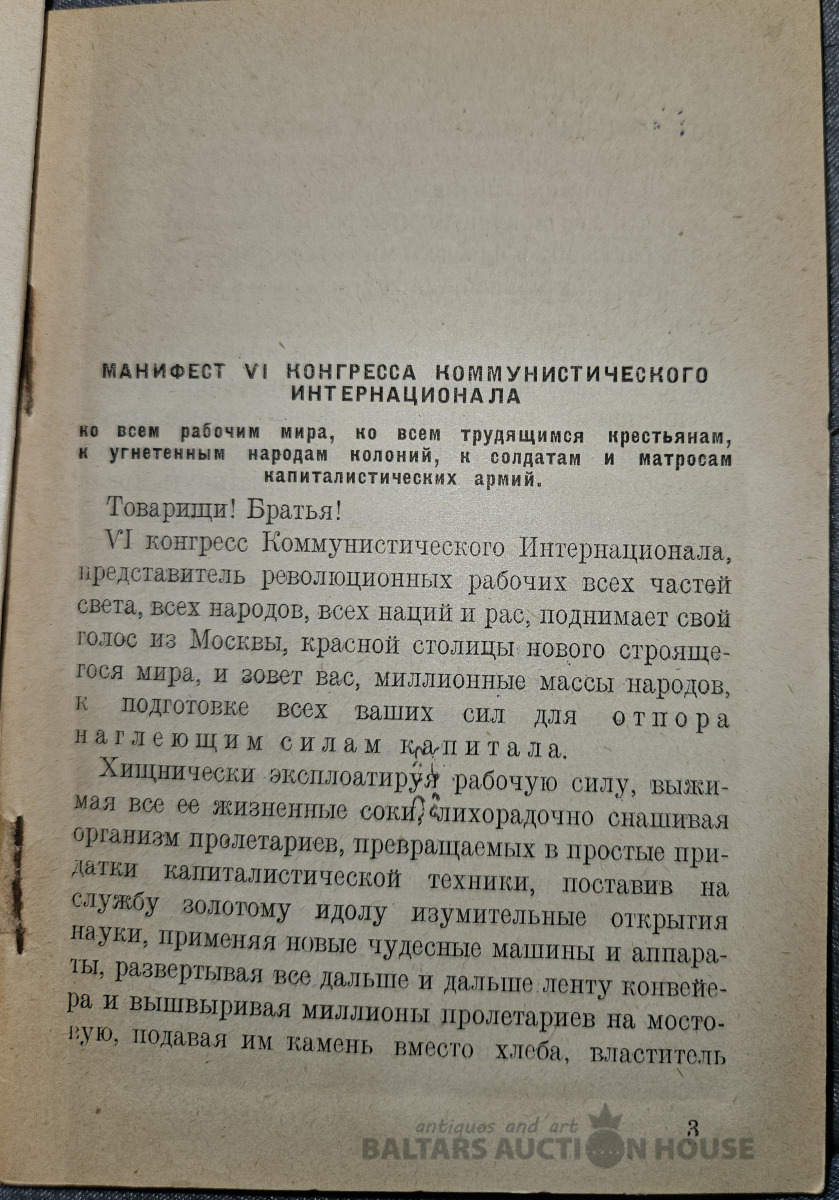 МАНИФЕСТ VI КОНГРЕССА КОММУНИСТИЧЕСКОГО
ИНТЕРНАЦИОНАЛА
ко всем рабочим мира, ко всем трудящимся крестьянам,
к угнетенным народам колоний, к солдатам и матросам
капиталистических армий.
Товарищи! Братья!
VI конгресс Коммунистического Интернационала,
представитель революционных рабочих всех частей
света, всех народов, всех наций и рас, поднимает свой
голос из Москвы, красной столицы нового строяще-
гося мира, и зовет вас, миллионные массы народов,
к подготовке всех ваших сил для отпора
наглеющим силам капитала.
Хищнически эксплоатируя рабочую силу, выжи-
мая все ее жизненные соки, лихорадочно снашивая
организм пролетариев, превращаемых в простые при-
датки капиталистической техники, поставив на
службу золотому идолу изумительные открытия
науки, применяя новые чудесные машины и аппара-
ты, развертывая все дальше и дальше ленту конвейе-
ра и вышвыривая миллионы пролетариев на мосто-
вую, подавая им камень вместо хлеба, властитель
3
antiques and art
BALTARS AUCTION HOUSE